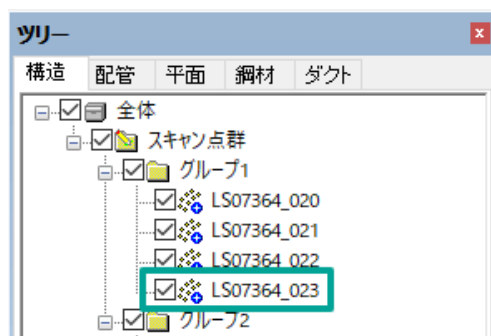 ツリー
構造 配管 平面 鋼材 ダクト
全体
スキャン点群
グループ1
LS07364_020
LS07364_021
LS07364_022
LS07364_023
グループ2